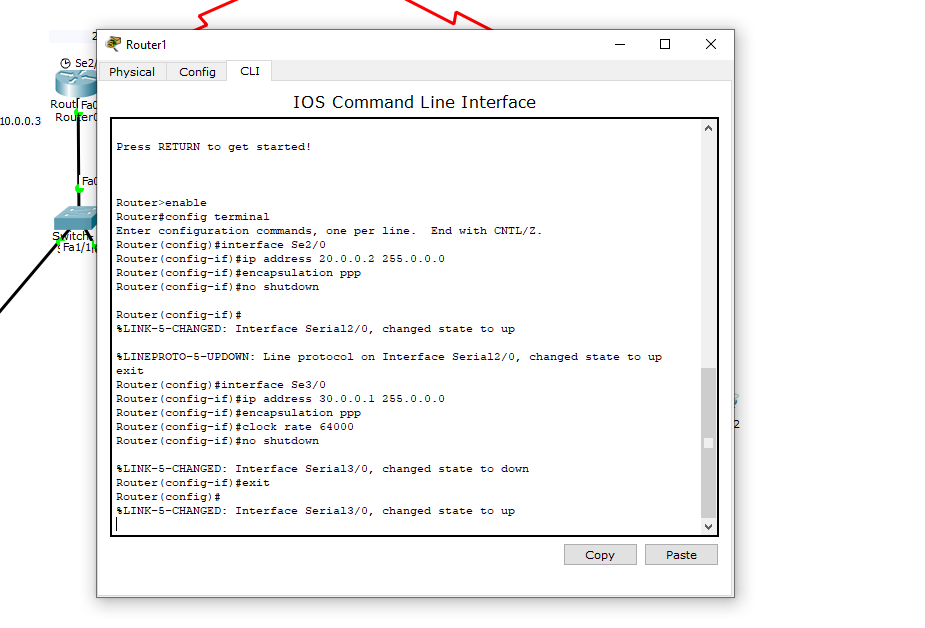 Router1
Physical
Config
CLI
IOS Command Line Interface
Press RETURN to get started!
Router>enable
Router#config terminal
Enter configuration commands, one per line.  End with CNTL/Z.
Router(config)#interface Se2/0
Router(config-if)#ip address 20.0.0.2 255.0.0.0
Router(config-if)#encapsulation ppp
Router(config-if)#no shutdown
Router(config-if)#
%LINK-5-CHANGED: Interface Serial2/0, changed state to up
%LINEPROTO-5-UPDOWN: Line protocol on Interface Serial2/0, changed state to up
exit
Router(config)#interface Se3/0
Router(config-if)#ip address 30.0.0.1 255.0.0.0
Router(config-if)#encapsulation ppp
Router(config-if)#clock rate 64000
Router(config-if)#no shutdown
%LINK-5-CHANGED: Interface Serial3/0, changed state to down
Router(config-if)#exit
Router(config)#
%LINK-5-CHANGED: Interface Serial3/0, changed state to up
Copy
Paste
2
Se2/
Rout Fa0
Router0
10.0.0.3
Fa0
Switch-
Fa1/1
2